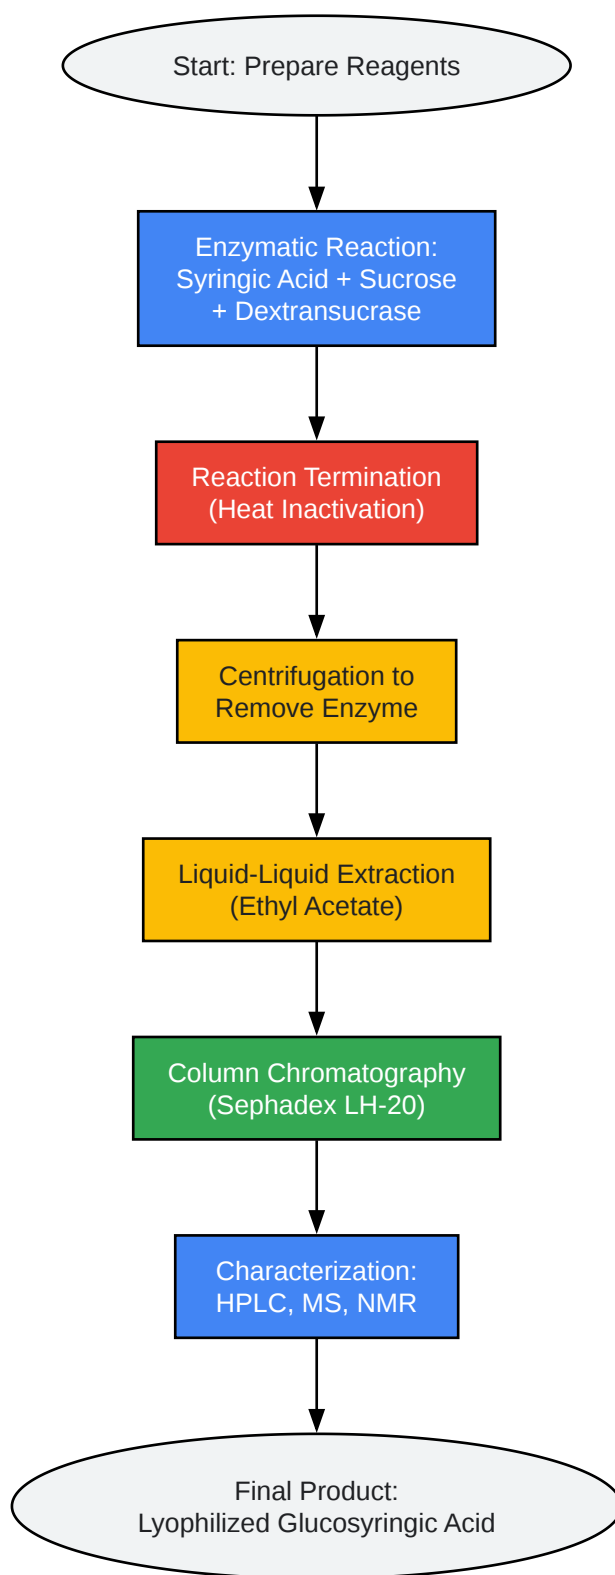 Start: Prepare Reagents
Enzymatic Reaction:
Syringic Acid + Sucrose
+ Dextransucrase
Reaction Termination
(Heat Inactivation)
Centrifugation to
Remove Enzyme
Liquid-Liquid Extraction
(Ethyl Acetate)
Column Chromatography
(Sephadex LH-20)
Characterization:
HPLC, MS, NMR
Final Product:
Lyophilized Glucosyringic Acid